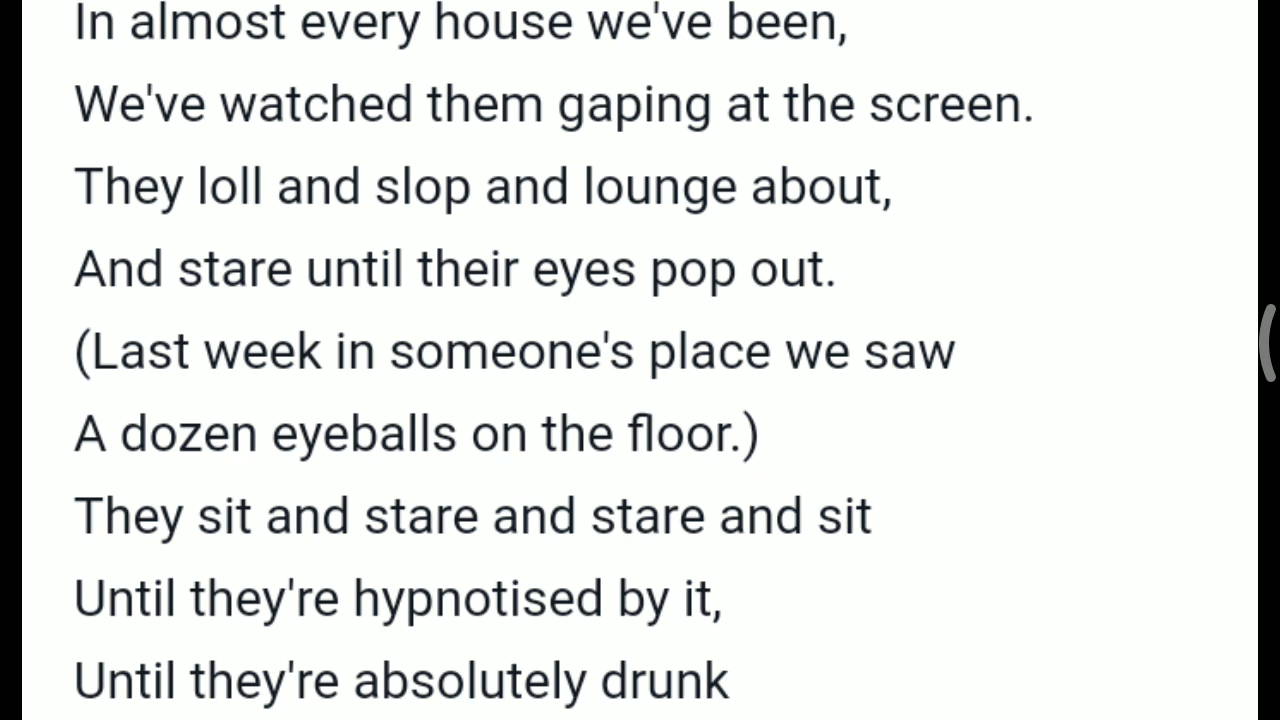 In almost every house we've been,
We've watched them gaping at the screen.
They loll and slop and lounge about,
And stare until their eyes pop out.
(Last week in someone's place we saw
A dozen eyeballs on the floor.)
They sit and stare and stare and sit
Until they're hypnotised by it,
Until they're absolutely drunk